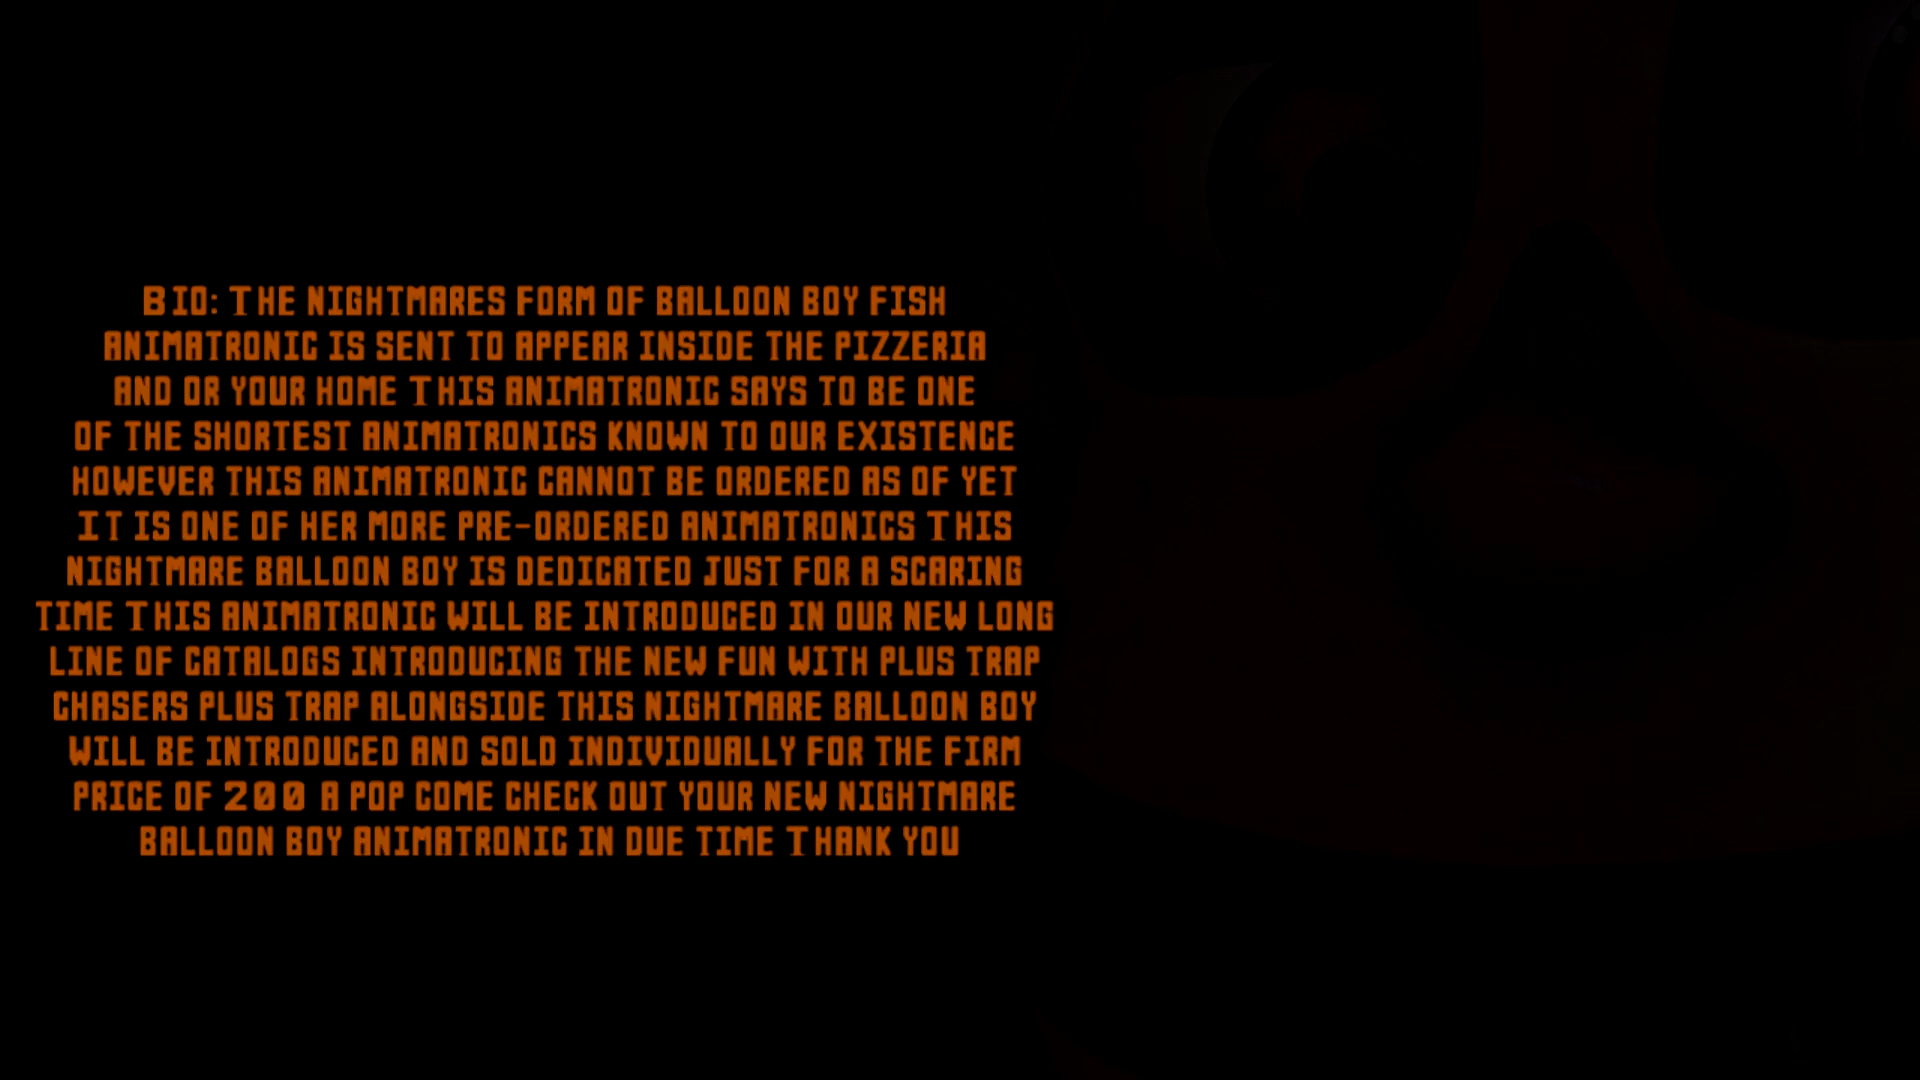 BIO: THE NIGHTMARES FORM OF BALLOON BOY FISH
ANIMATRONIC IS SENT TO APPEAR INSIDE THE PIZZERIA
AND OR YOUR HOME THIS ANIMATRONIC SAYS TO BE ONE
OF THE SHORTEST ANIMATRONICS KNOWN TO OUR EXISTENCE
HOWEVER THIS ANIMATRONIC CANNOT BE ORDERED AS OF YET
IT IS ONE OF HER MORE PRE-ORDERED ANIMATRONICS THIS
NIGHTMARE BALLOON BOY IS DEDICATED JUST FOR A SCARING
TIME THIS ANIMATRONIC WILL BE INTRODUCED IN OUR NEW LONG
LINE OF CATALOGS INTRODUCING THE NEW FUN WITH PLUS TRAP
CHASERS PLUS TRAP ALONGSIDE THIS NIGHTMARE BALLOON BOY
WILL BE INTRODUCED AND SOLD INDIVIDUALLY FOR THE FIRM
PRICE OF 200 A POP COME CHECK OUT YOUR NEW NIGHTMARE
BALLOON BOY ANIMATRONIC IN DUE TIME THANK YOU